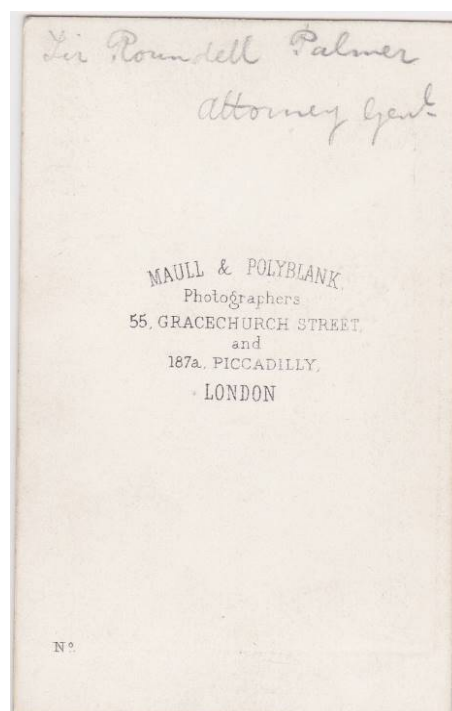 Sir Roundell Palmer
Attorney Genl.
MAULL & POLYBLANK,
Photographers
55, GRACECHURCH STREET,
and
187a, PICCADILLY,
LONDON
No.